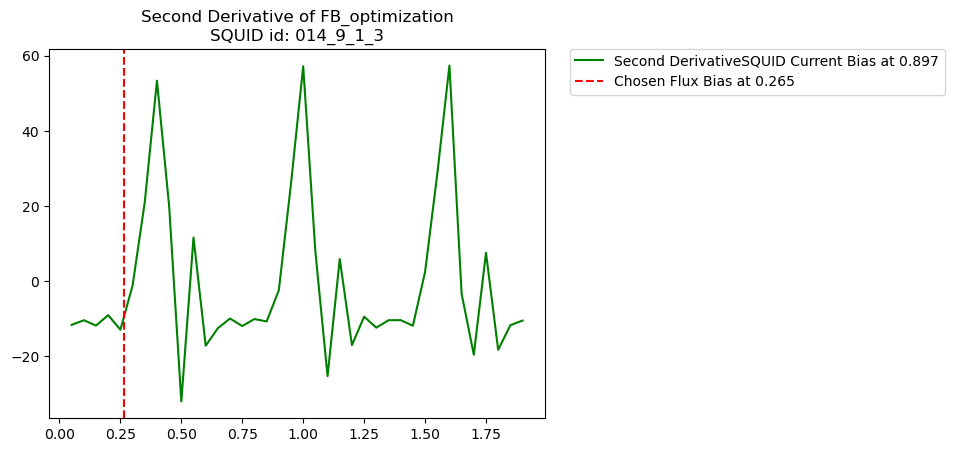 Second Derivative of FB_optimization
SQUID id: 014_9_1_3
Second DerivativeSQUID Current Bias at 0.897
Chosen Flux Bias at 0.265
60
40
20
0
−20
0.00 0.25 0.50 0.75 1.00 1.25 1.50 1.75